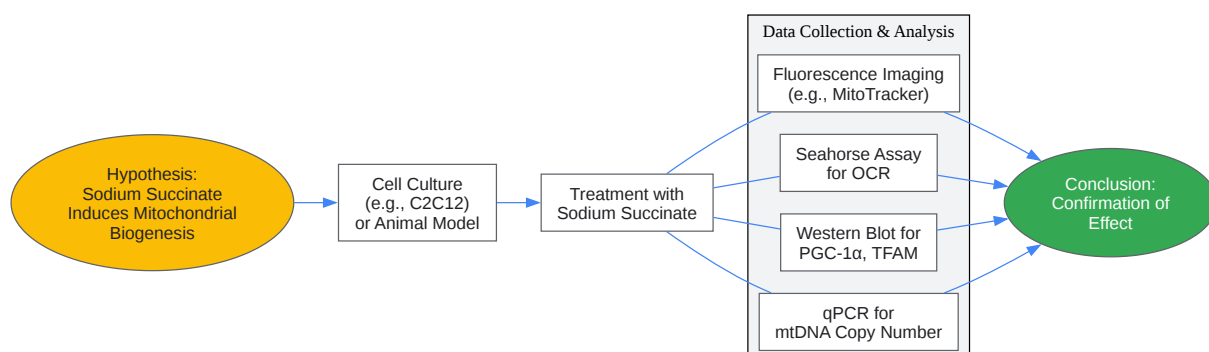 Hypothesis:
Sodium Succinate
Induces Mitochondrial
Biogenesis
Cell Culture
(e.g., C2C12)
or Animal Model
Treatment with
Sodium Succinate
Data Collection & Analysis
Fluorescence Imaging
(e.g., MitoTracker)
Seahorse Assay
for OCR
Western Blot for
PGC-1α, TFAM
qPCR for
mtDNA Copy Number
Conclusion:
Confirmation of
Effect